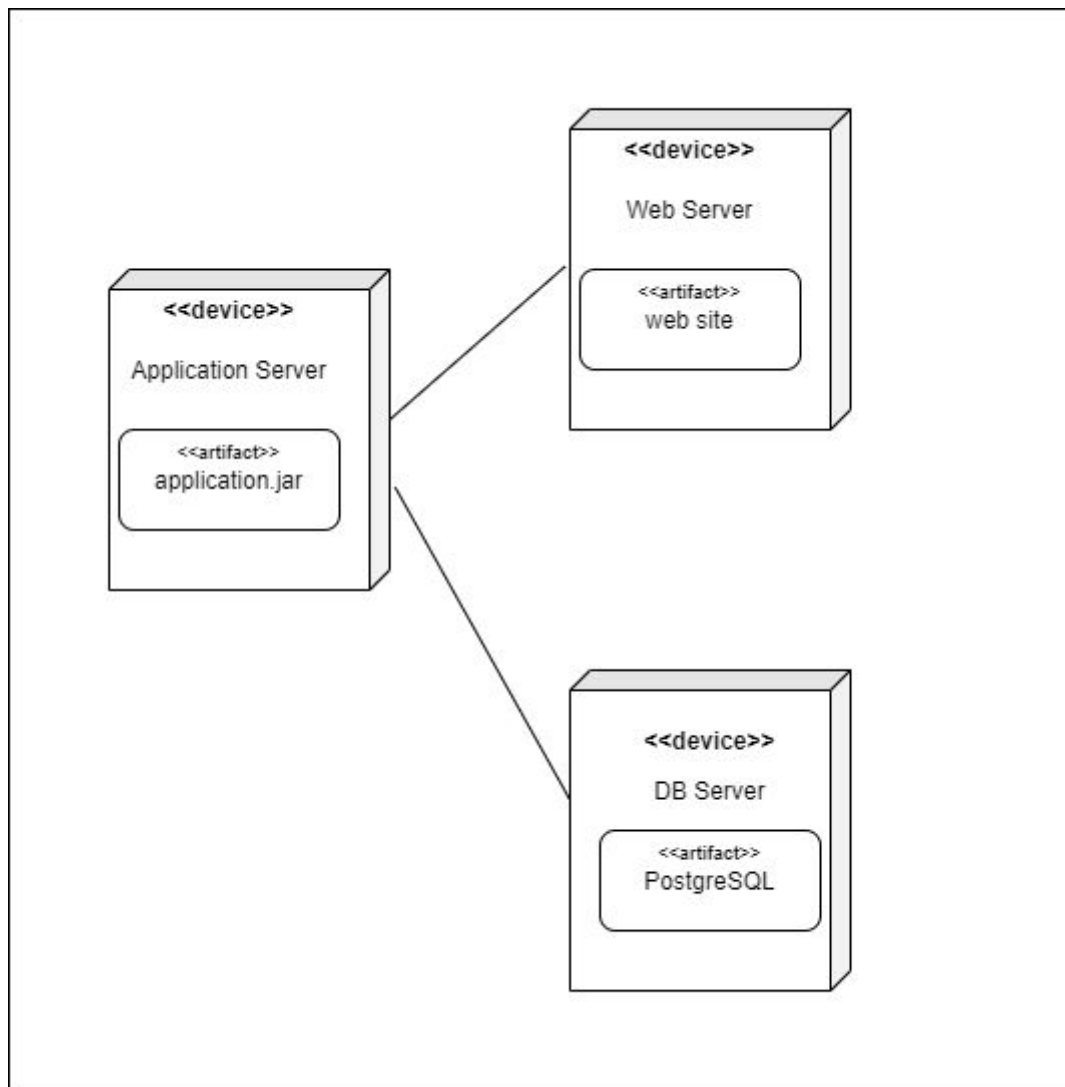 <<device>>
Web Server
<<artifact>>
web site
<<device>>
Application Server
<<artifact>>
application.jar
<<device>>
DB Server
<<artifact>>
PostgreSQL